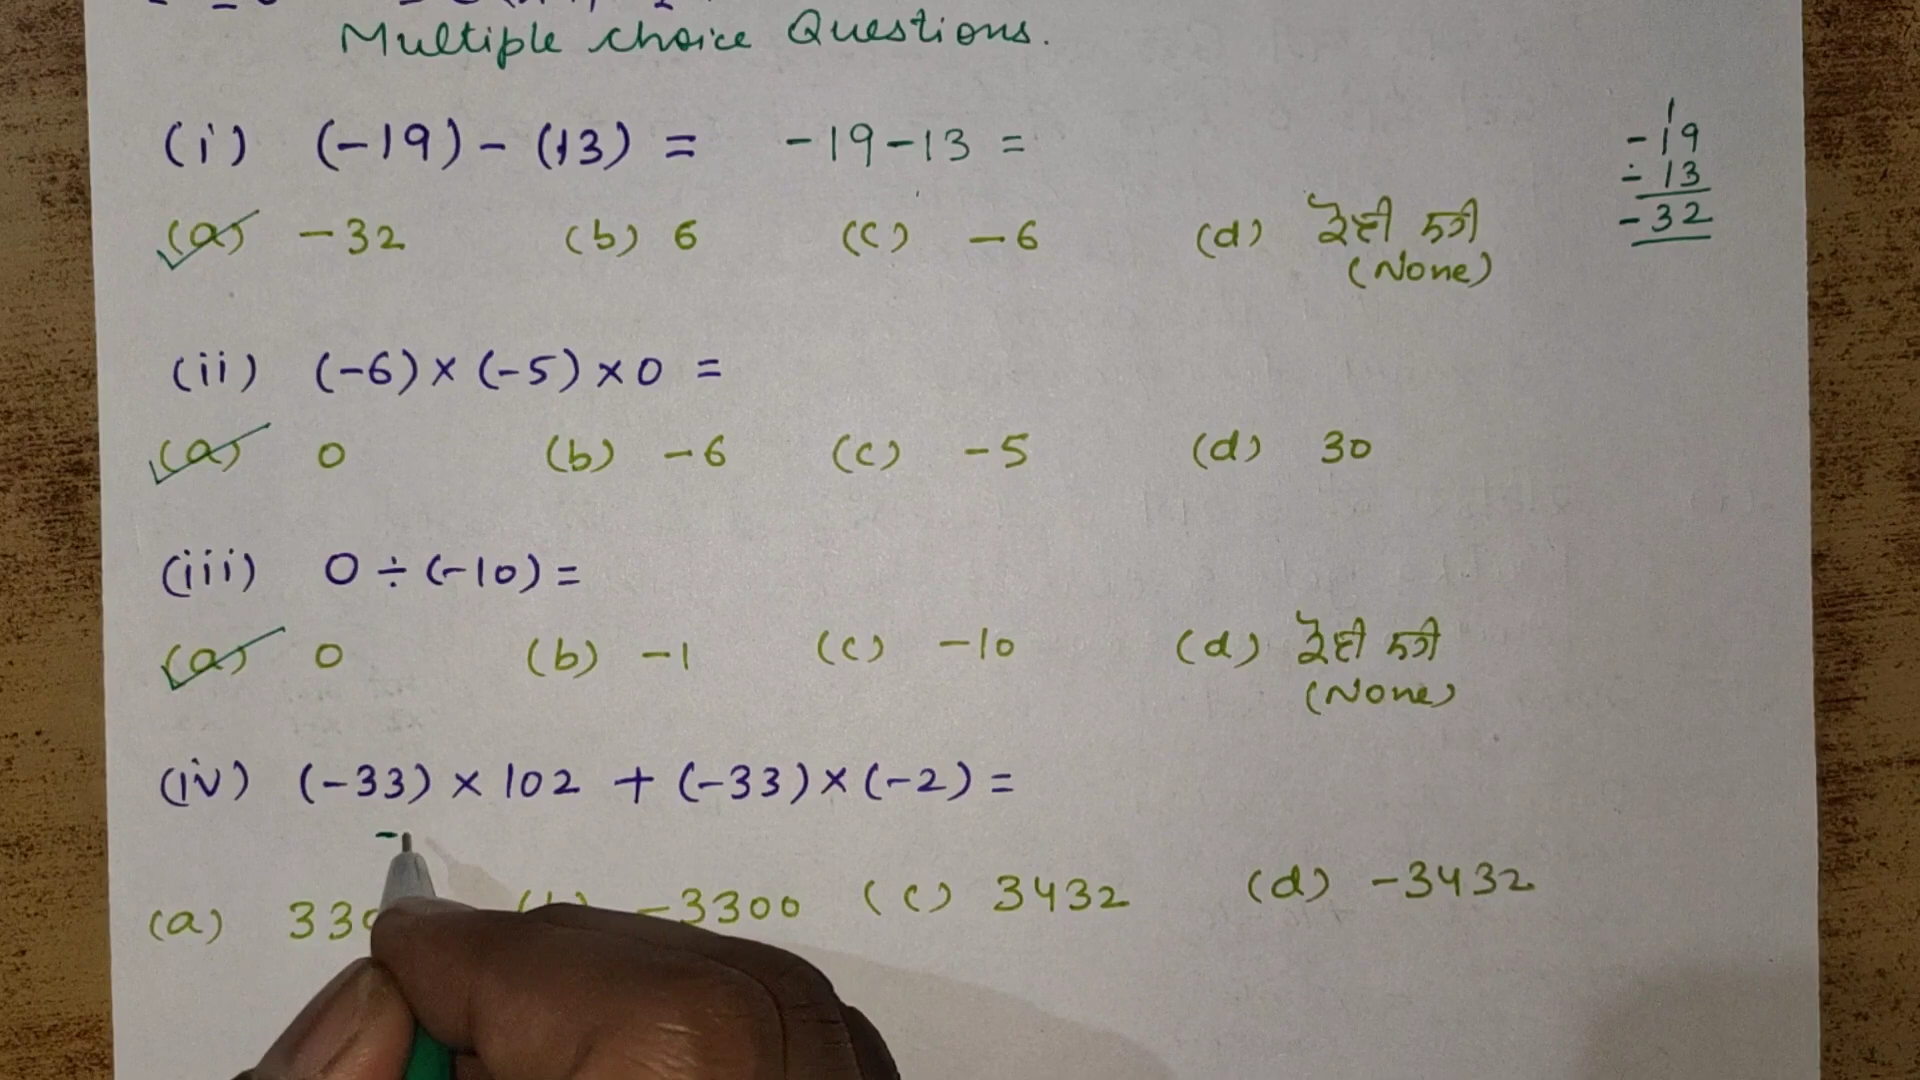 Multiple choice Questions.
(i) (-19) - (13) = -19-13 =
1
-19
-13
-32
(a) -32 (b) 6 (c) -6 (d) ਕੋਈ ਨਹੀਂ
(None)
(ii) (-6) × (-5) × 0 =
(a) 0 (b) -6 (c) -5 (d) 30
(iii) 0 ÷ (-10) =
(a) 0 (b) -1 (c) -10 (d) ਕੋਈ ਨਹੀਂ
(None)
(iv) (-33) × 102 + (-33) × (-2) =
-
(a) (b) -3300 (c) 3432 (d) -3432